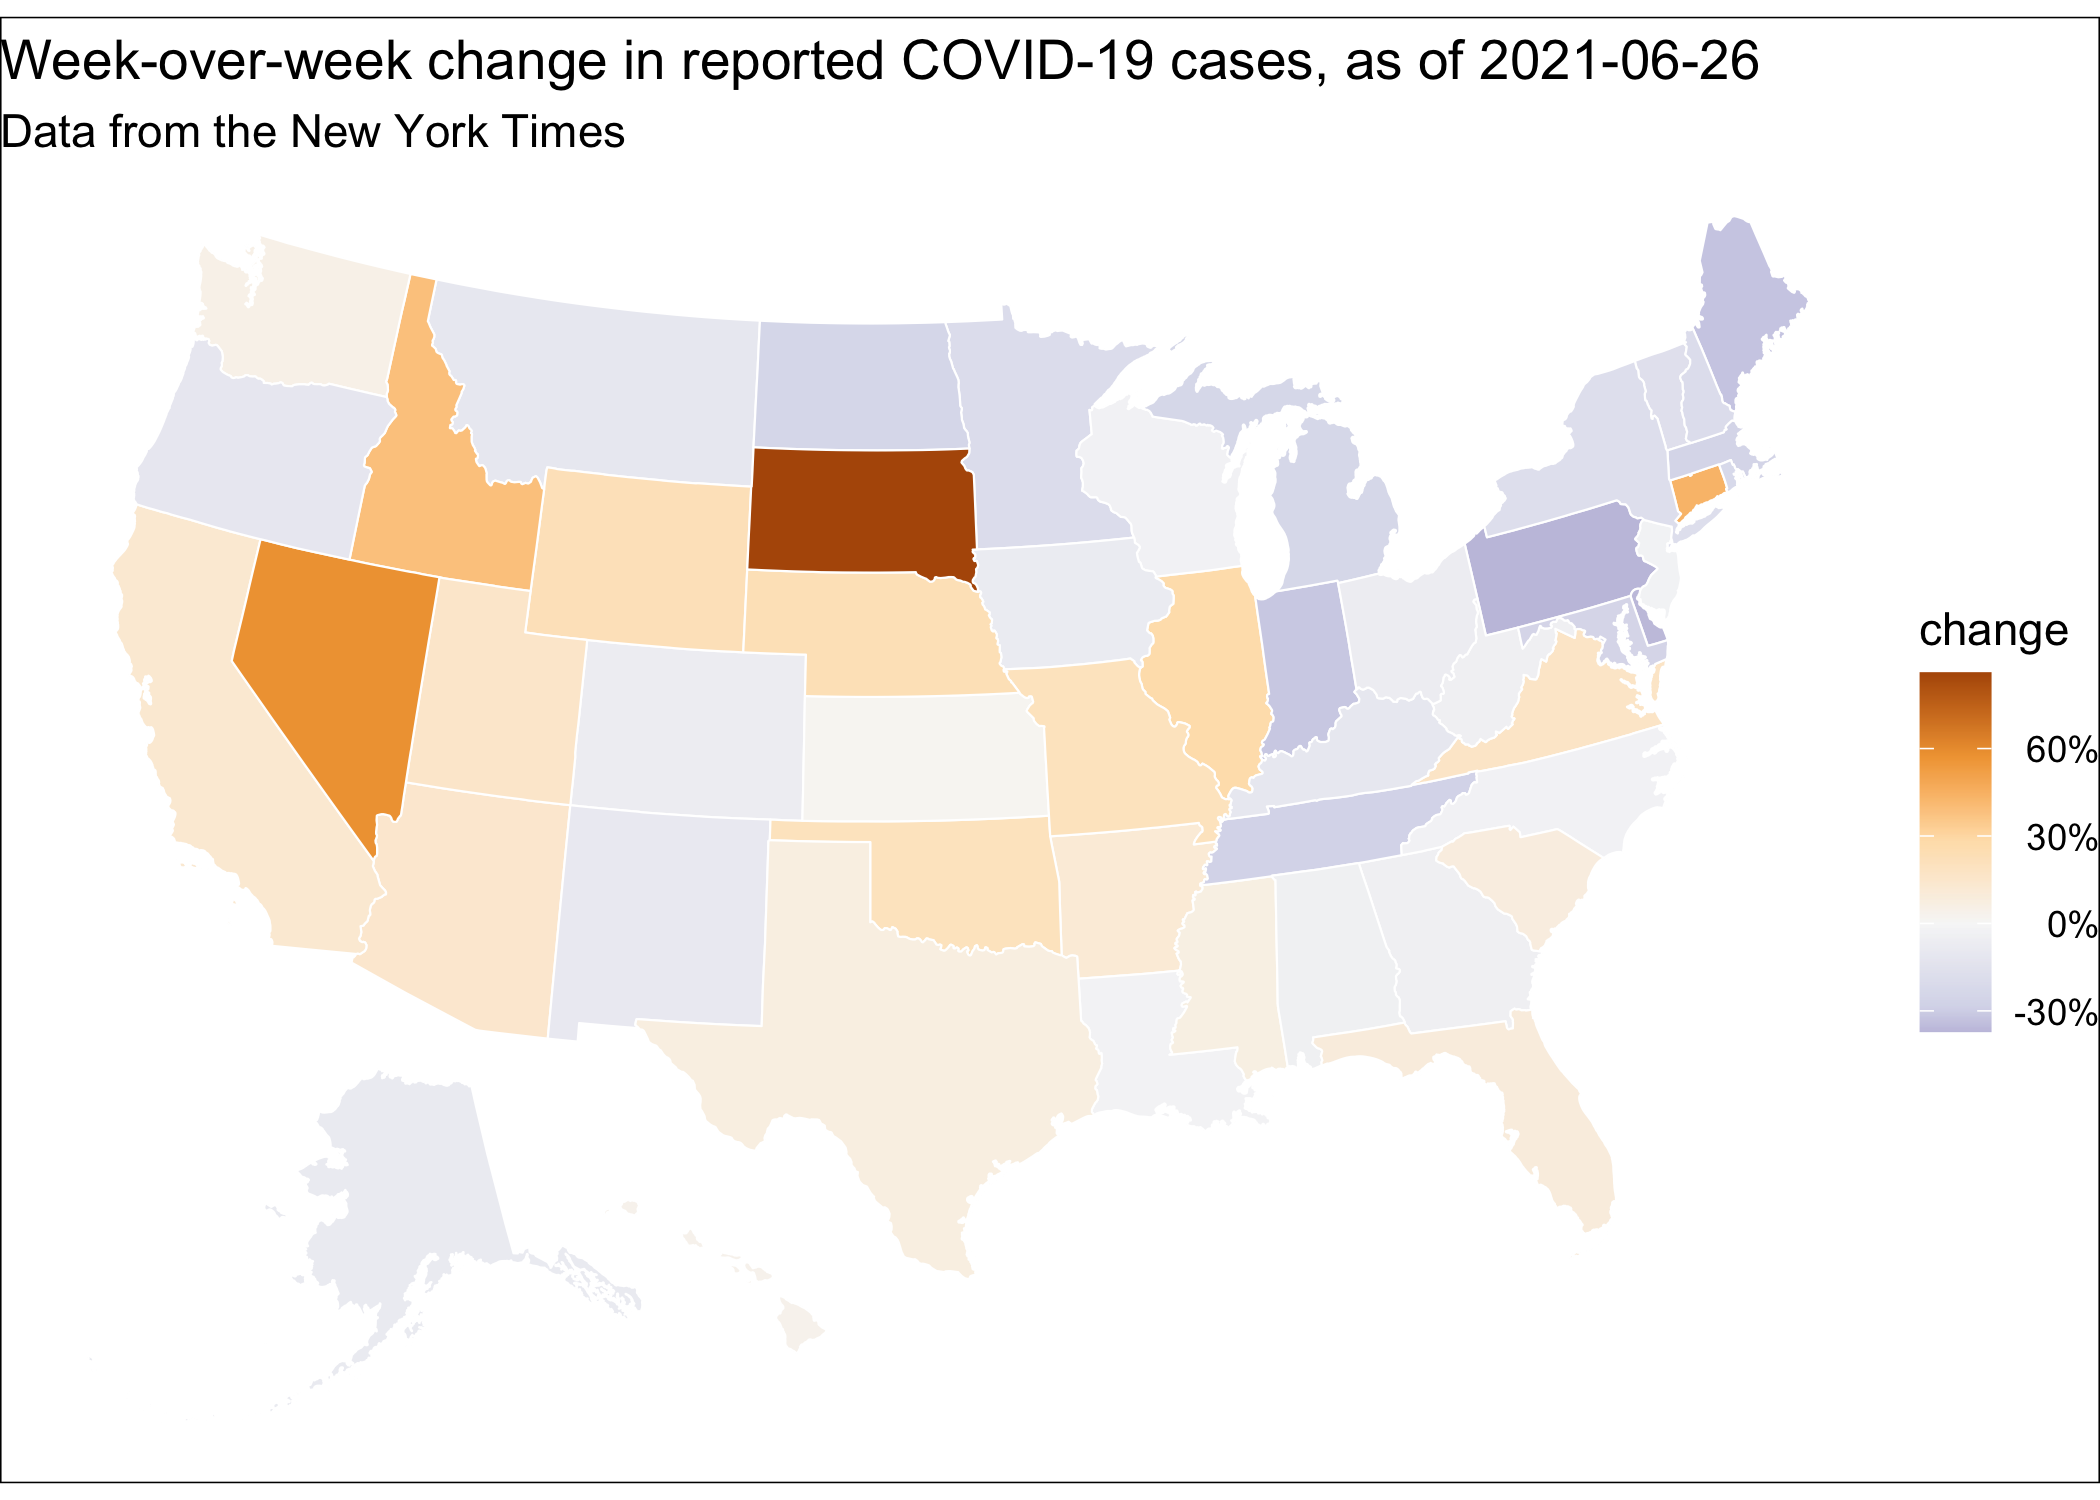 Week-over-week change in reported COVID-19 cases, as of 2021-06-26
Data from the New York Times
change
60%
30%
0%
-30%